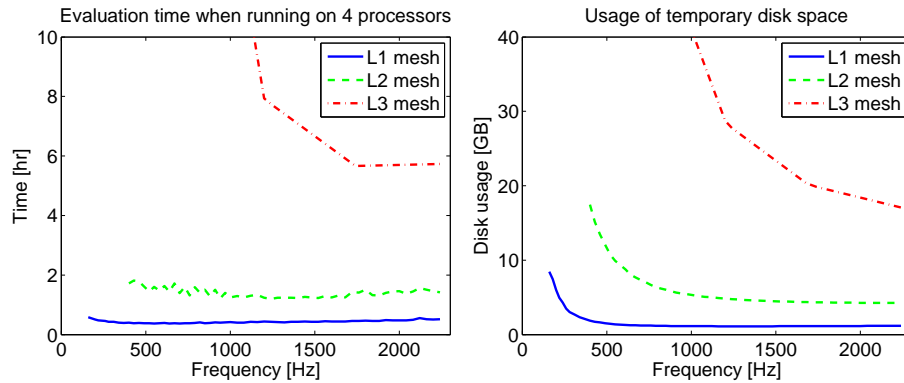 Evaluation time when running on 4 processors
10
8
6
4
2
0
Time [hr]
0
500
1000
1500
2000
Frequency [Hz]
L1 mesh
L2 mesh
L3 mesh
Usage of temporary disk space
40
30
20
10
0
Disk usage [GB]
0
500
1000
1500
2000
Frequency [Hz]
L1 mesh
L2 mesh
L3 mesh